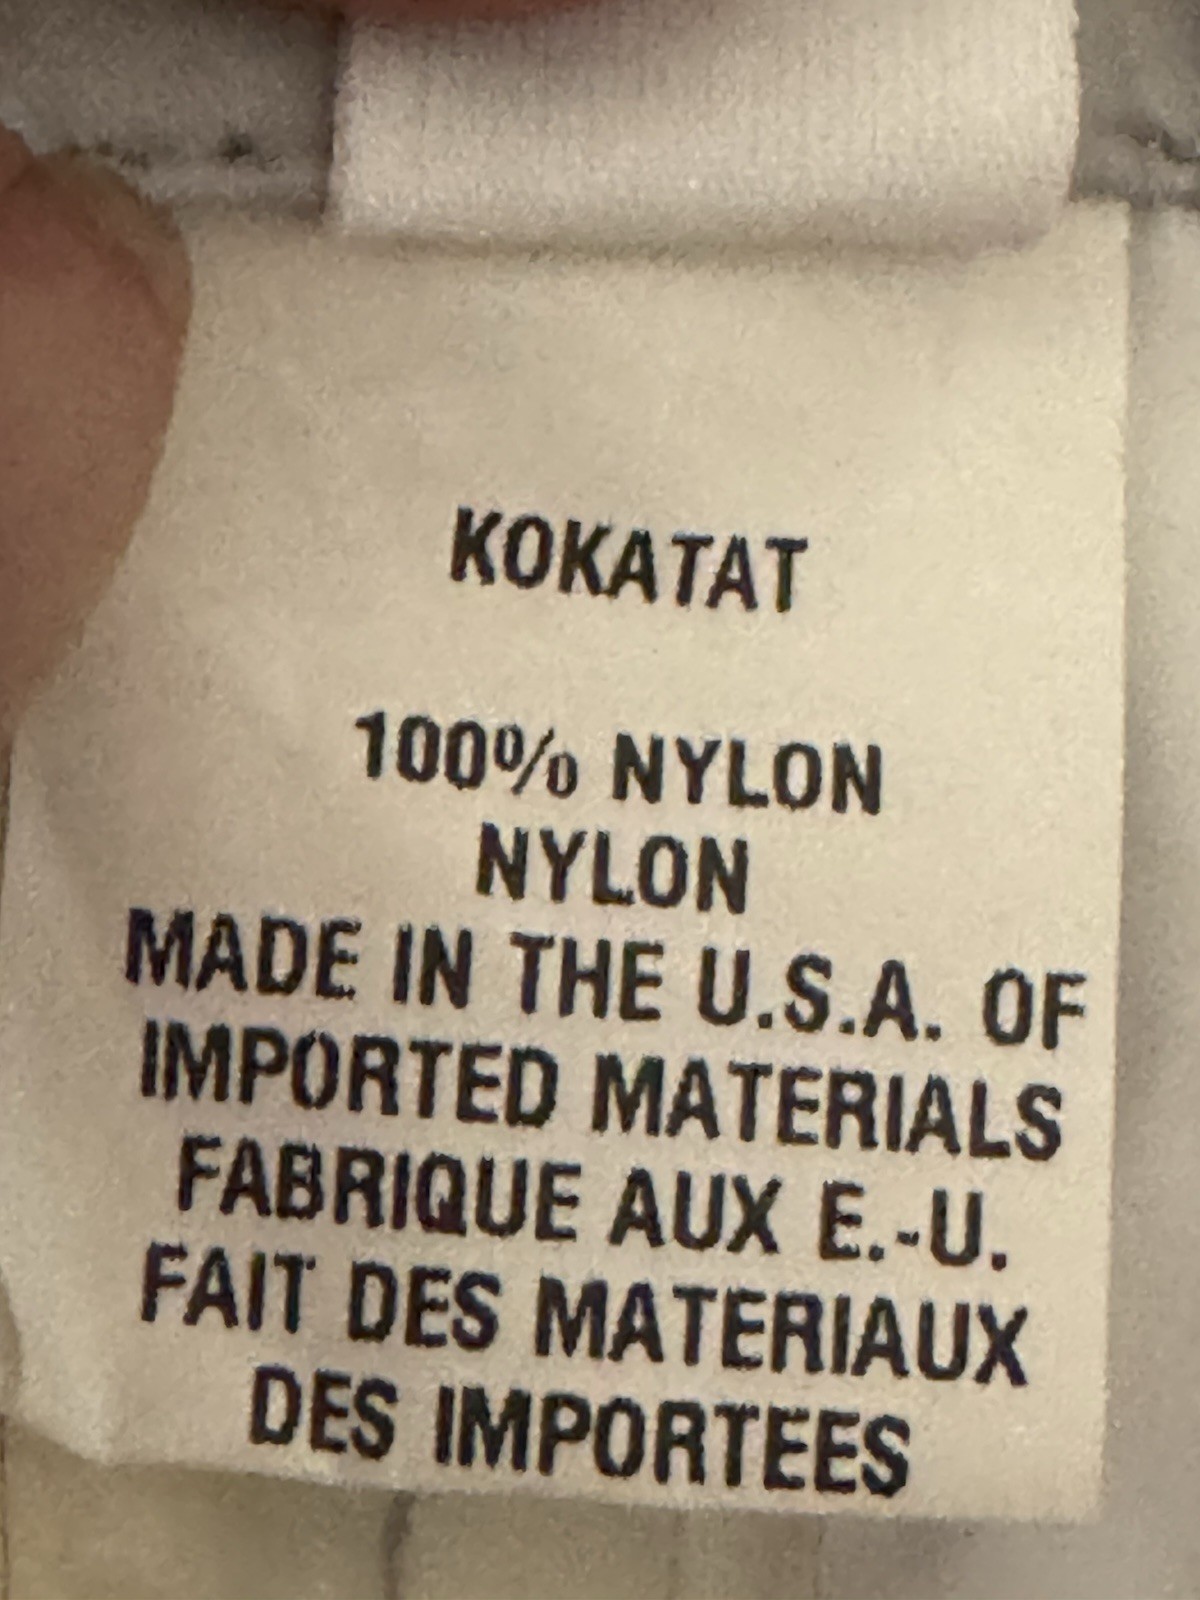 KOKATAT
100% NYLON
NYLON
MADE IN THE U.S.A. OF
IMPORTED MATERIALS
FABRIQUE AUX E.-U.
FAIT DES MATERIAUX
DES IMPORTEES